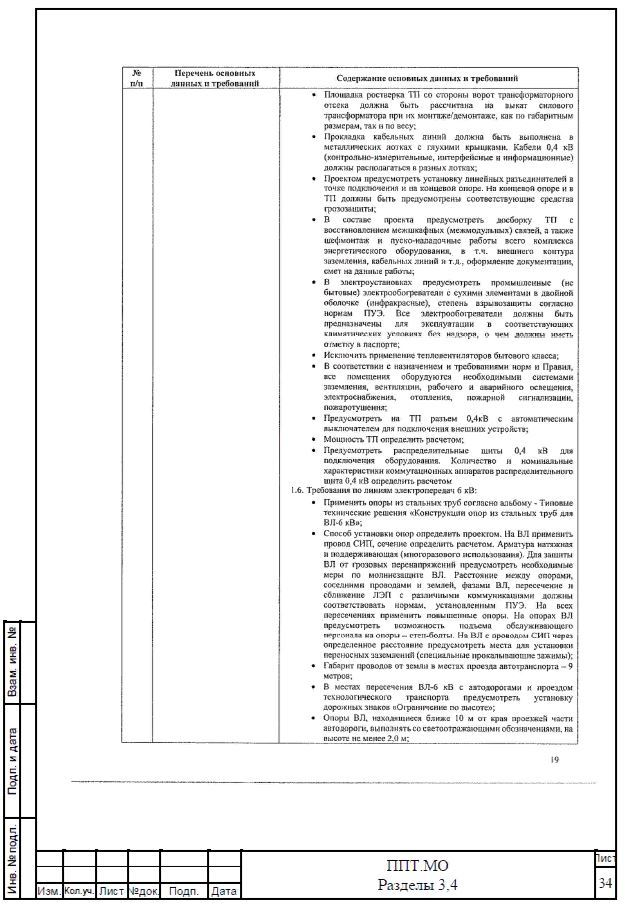 № Перечень основных Содержание основных данных и требований
п/п данных и требований
• Площадка ростверка ТП со стороны ворот трансформаторного
отсека должна быть рассчитана на выкат силового
трансформатора при их монтаже/демонтаже, как по габаритным
размерам, так и по весу;
• Прокладка кабельных линий должна быть выполнена в
металлических лотках с глухими крышками. Кабели 0,4 кВ
(контрольно-измерительные, интерфейсные и информационные)
должны располагаться в разных лотках;
• Проектом предусмотреть установку линейных разъединителей в
точке подключения и на концевой опоре. На концевой опоре и в
ТП должны быть предусмотрены соответствующие средства
грозозащиты;
• В составе проекта предусмотреть досборку ТП с
восстановлением межшкафных (межмодульных) связей, а также
шефмонтаж и пуско-наладочные работы всего комплекса
энергетического оборудования, в т.ч. внешнего контура
заземления, кабельных линий и т.д., оформление документации,
смет на данные работы;
• В электроустановках предусмотреть промышленные (не
бытовые) электрообогреватели с сухими элементами в двойной
оболочке (инфракрасные), степень взрывозащиты согласно
нормам ПУЭ. Все электрообогреватели должны быть
предназначены для эксплуатации в соответствующих
климатических условиях без надзора, о чем должны иметь
отметку в паспорте;
• Исключить применение тепловентиляторов бытового класса;
• В соответствии с назначением и требованиями норм и Правил,
все помещения оборудуются необходимыми системами
заземления, вентиляции, рабочего и аварийного освещения,
электроснабжения, отопления, пожарной сигнализации,
пожаротушения;
• Предусмотреть на ТП разъем 0,4кВ с автоматическим
выключателем для подключения внешних устройств;
• Мощность ТП определить расчетом;
• Предусмотреть распределительные щиты 0,4 кВ для
подключения оборудования. Количество и номинальные
характеристики коммутационных аппаратов распределительного
щита 0,4 кВ определить расчетом
1.6. Требования по линиям электропередач 6 кВ:
• Применить опоры из стальных труб согласно альбому - Типовые
технические решения «Конструкции опор из стальных труб для
ВЛ-6 кВ»;
• Способ установки опор определить проектом. На ВЛ применить
провод СИП, сечение определить расчетом. Арматура натяжная
и поддерживающая (многоразового использования). Для защиты
ВЛ от грозовых перенапряжений предусмотреть необходимые
меры по молниезащите ВЛ. Расстояние между опорами,
соседними проводами и землей, фазами ВЛ, пересечение и
сближение ЛЭП с различными коммуникациями должны
соответствовать нормам, установленным ПУЭ. На всех
пересечениях применить повышенные опоры. На опорах ВЛ
предусмотреть возможность подъема обслуживающего
персонала на опоры – степ-болты. На ВЛ с проводом СИП через
определенное расстояние предусмотреть места для установки
переносных заземлений (специальные прокалывающие зажимы);
• Габарит проводов от земли в местах проезда автотранспорта – 9
метров;
• В местах пересечения ВЛ-6 кВ с автодорогами и проездом
технологического транспорта предусмотреть установку
дорожных знаков «Ограничение по высоте»;
• Опоры ВЛ, находящиеся ближе 10 м от края проезжей части
автодороги, выполнять со светоотражающими обозначениями, на
высоте не менее 2,0 м;
19
Взам. инв. №
Подп. и дата
Инв. № подл.
Изм. Кол.уч. Лист №док. Подп. Дата
ППТ.МО
Разделы 3,4
Лист
34